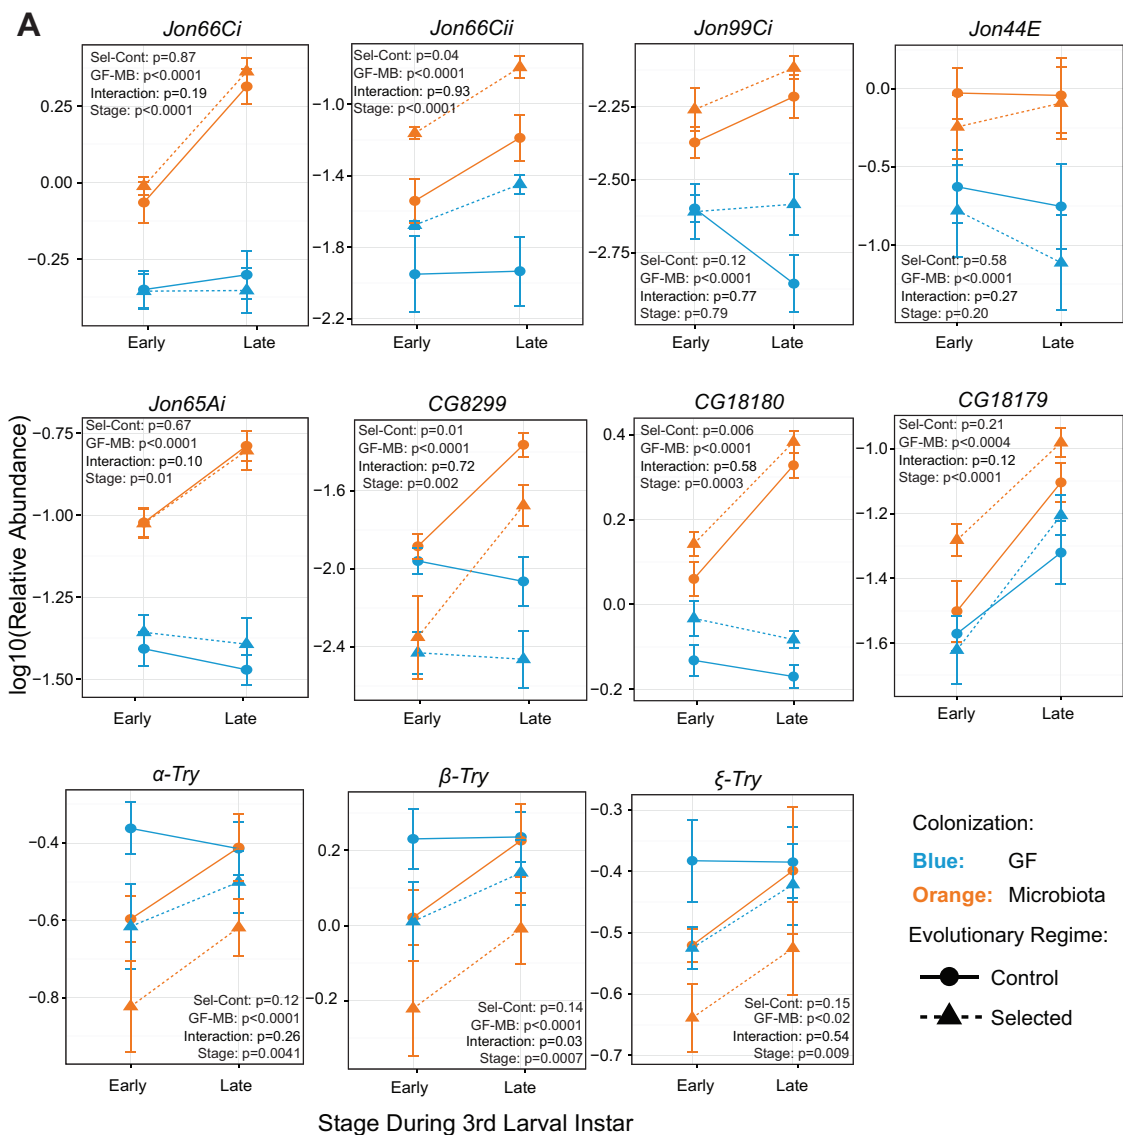 A
Jon66Ci
Sel-Cont: p=0.87
GF-MB: p<0.0001
Interaction: p=0.19
Stage: p<0.0001
0.25
0.00
−0.25
Early Late
Jon66Cii
Sel-Cont: p=0.04
GF-MB: p<0.0001
Interaction: p=0.93
Stage: p<0.0001
−1.0
−1.4
−1.8
−2.2
Early Late
Jon99Ci
−2.25
−2.50
−2.75
Sel-Cont: p=0.12
GF-MB: p<0.0001
Interaction: p=0.77
Stage: p=0.79
Early Late
Jon44E
0.0
−0.5
−1.0
Sel-Cont: p=0.58
GF-MB: p<0.0001
Interaction: p=0.27
Stage: p=0.20
Early Late
log10(Relative Abundance)
Jon65Ai
Sel-Cont: p=0.67
GF-MB: p<0.0001
Interaction: p=0.10
Stage: p=0.01
−0.75
−1.00
−1.25
−1.50
Early Late
CG8299
Sel-Cont: p=0.01
GF-MB: p<0.0001
Interaction: p=0.72
Stage: p=0.002
−1.6
−2.0
−2.4
Early Late
CG18180
Sel-Cont: p=0.006
GF-MB: p<0.0001
Interaction: p=0.58
Stage: p=0.0003
0.4
0.2
0.0
−0.2
Early Late
CG18179
Sel-Cont: p=0.21
GF-MB: p<0.0004
Interaction: p=0.12
Stage: p<0.0001
−1.0
−1.2
−1.4
−1.6
Early Late
α-Try
−0.4
−0.6
−0.8
Sel-Cont: p=0.12
GF-MB: p<0.0001
Interaction: p=0.26
Stage: p=0.0041
Early Late
β-Try
0.2
0.0
−0.2
Sel-Cont: p=0.14
GF-MB: p<0.0001
Interaction: p=0.03
Stage: p=0.0007
Early Late
ξ-Try
−0.3
−0.4
−0.5
−0.6
−0.7
Sel-Cont: p=0.15
GF-MB: p<0.02
Interaction: p=0.54
Stage: p=0.009
Early Late
Colonization:
Blue: GF
Orange: Microbiota
Evolutionary Regime:
Control
Selected
Stage During 3rd Larval Instar